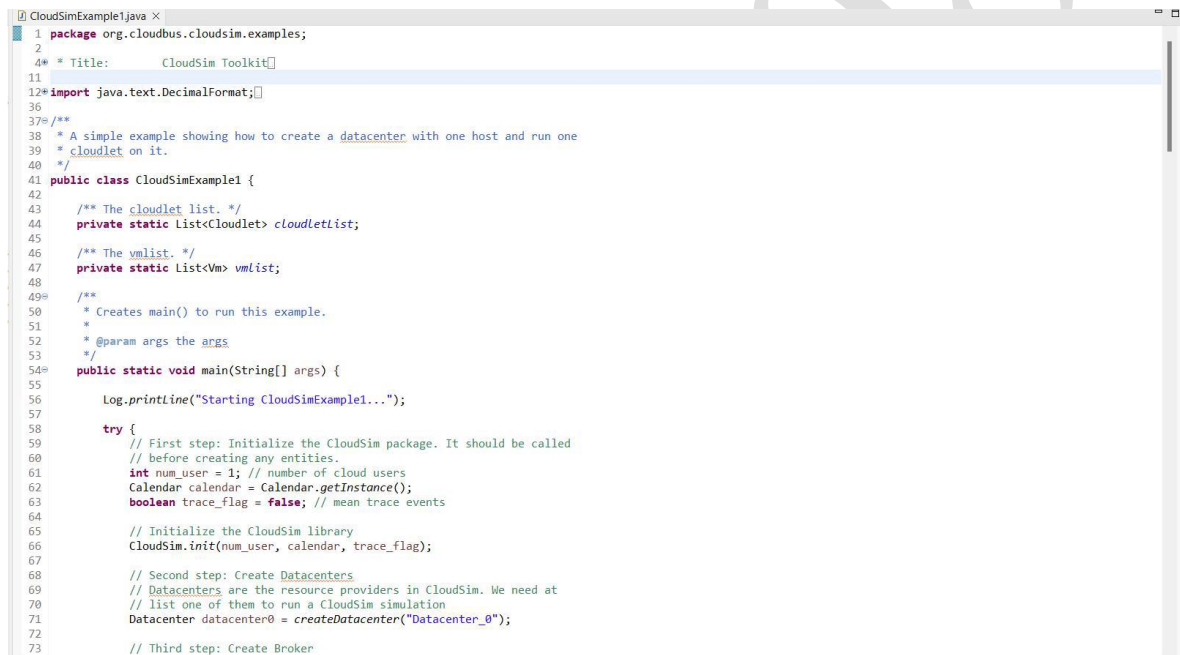 CloudSimExample1.java
1 package org.cloudbus.cloudsim.examples;
2
4 * Title: CloudSim Toolkit
11
12 import java.text.DecimalFormat;
36
37 /**
38 * A simple example showing how to create a datacenter with one host and run one
39 * cloudlet on it.
40 */
41 public class CloudSimExample1 {
42
43 /** The cloudlet list. */
44 private static List<Cloudlet> cloudletList;
45
46 /** The vmlist. */
47 private static List<Vm> vmlist;
48
49 /**
50 * Creates main() to run this example.
51 *
52 * @param args the args
53 */
54 public static void main(String[] args) {
55
56 Log.printLine("Starting CloudSimExample1...");
57
58 try {
59 // First step: Initialize the CloudSim package. It should be called
60 // before creating any entities.
61 int num_user = 1; // number of cloud users
62 Calendar calendar = Calendar.getInstance();
63 boolean trace_flag = false; // mean trace events
64
65 // Initialize the CloudSim library
66 CloudSim.init(num_user, calendar, trace_flag);
67
68 // Second step: Create Datacenters
69 // Datacenters are the resource providers in CloudSim. We need at
70 // list one of them to run a CloudSim simulation
71 Datacenter datacenter0 = createDatacenter("Datacenter_0");
72
73 // Third step: Create Broker